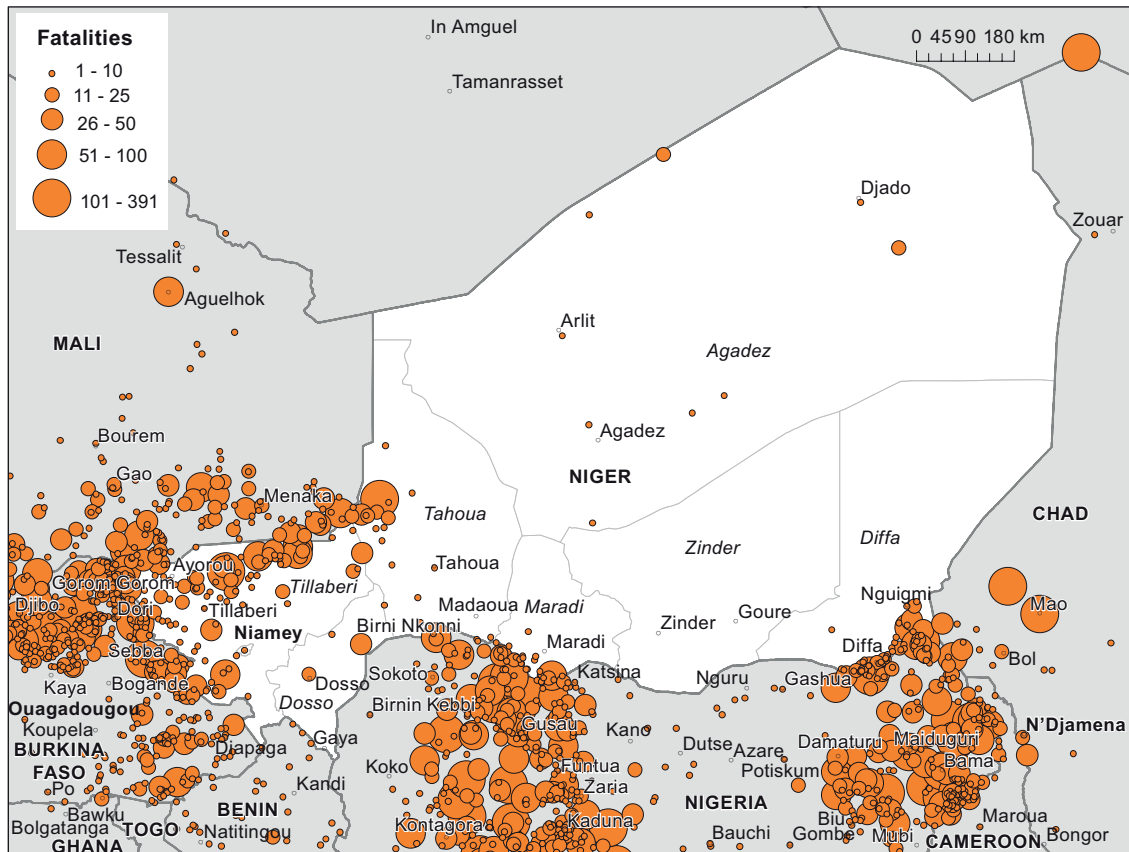 Fatalities
1 - 10
11 - 25
26 - 50
51 - 100
101 - 391
0 45 90 180 km
In Amguel
Tamanrasset
Djado
Zouar
Tessalit
Aguelhok
Arlit
MALI
Agadez
Bourem
Agadez
Gao
NIGER
Menaka
Tahoua
CHAD
Zinder
Diffa
Ayorou
Tahoua
Gorom Gorom
Tillaberi
Nguigmi
Djibo
Dori
Tillaberi
Madaoua
Maradi
Goure
Mao
Niamey
Birni Nkonni
Zinder
Sebba
Maradi
Diffa
Bol
Kaya
Bogande
Dosso
Sokoto
Katsina
Nguru
Gashua
Ouagadougou
Dosso
Birnin Kebbi
Koupela
Gusau
Kano
N'Djamena
BURKINA
FASO
Diapaga
Gaya
Dutse
Azare
Damaturu
Maiduguri
Po
Kandi
Koko
Funtua
Potiskum
Bama
Zaria
Bawku
BENIN
NIGERIA
Bolgatanga
TOGO
Natitingou
Kontagora
Kaduna
Biu
Maroua
GHANA
Bauchi
Gombe
Mubi
CAMEROON
Bongor